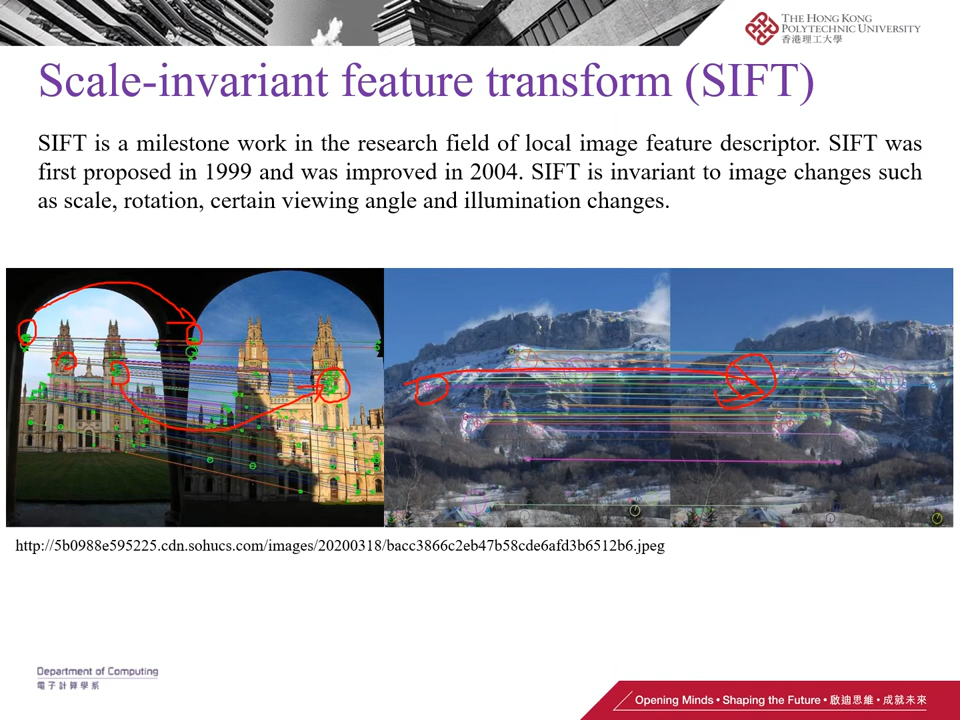 THE HONG KONG
POLYTECHNIC UNIVERSITY
香港理工大學
Scale-invariant feature transform (SIFT)
SIFT is a milestone work in the research field of local image feature descriptor. SIFT was
first proposed in 1999 and was improved in 2004. SIFT is invariant to image changes such
as scale, rotation, certain viewing angle and illumination changes.
http://5b0988e595225.cdn.sohucs.com/images/20200318/bacc3866c2eb47b58cde6afd3b6512b6.jpeg
Department of Computing
電子計算學系
Opening Minds • Shaping the Future • 啟迪思維 • 成就未來